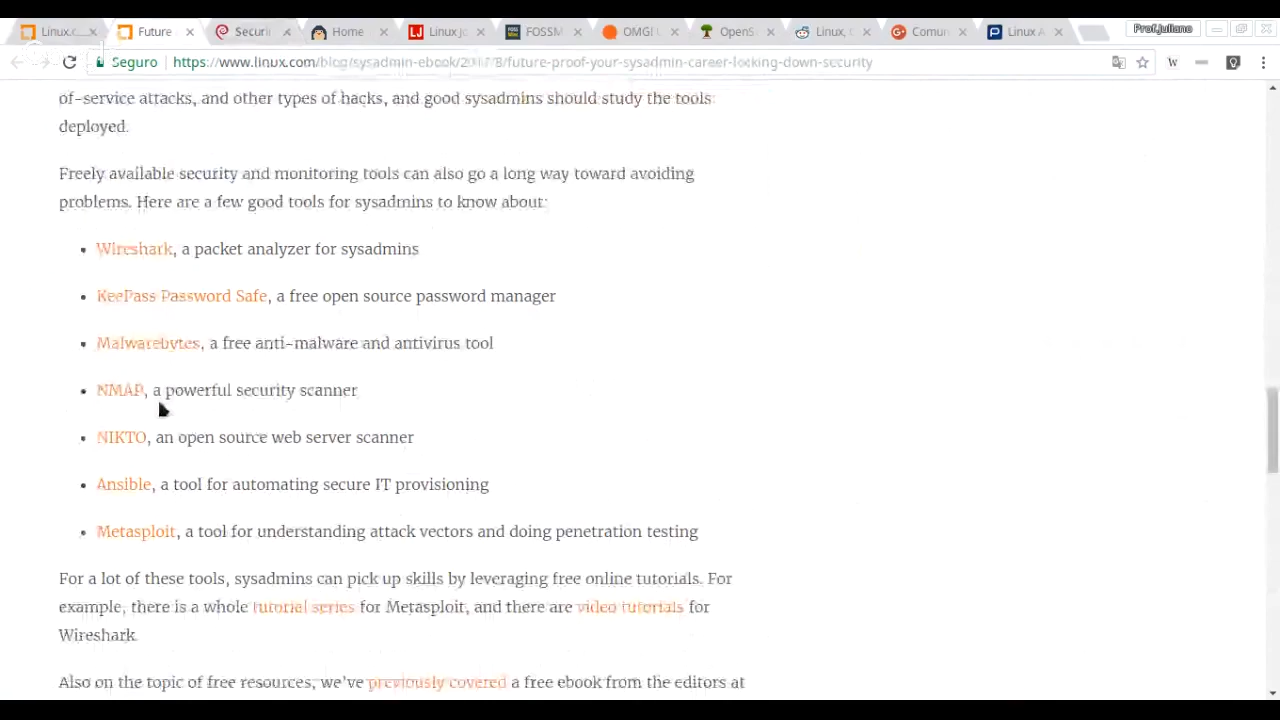 Linux.c
Future
Securit
Home
Linux Jo
FOSSM
OMG! U
OpenS
Linux, G
Comun
Linux A
Prof.Juliano
Seguro
https://www.linux.com/blog/sysadmin-ebook/2017/8/future-proof-your-sysadmin-career-locking-down-security
of-service attacks, and other types of hacks, and good sysadmins should study the tools
deployed.
Freely available security and monitoring tools can also go a long way toward avoiding
problems. Here are a few good tools for sysadmins to know about:
• Wireshark, a packet analyzer for sysadmins
• KeePass Password Safe, a free open source password manager
• Malwarebytes, a free anti-malware and antivirus tool
• NMAP, a powerful security scanner
• NIKTO, an open source web server scanner
• Ansible, a tool for automating secure IT provisioning
• Metasploit, a tool for understanding attack vectors and doing penetration testing
For a lot of these tools, sysadmins can pick up skills by leveraging free online tutorials. For
example, there is a whole tutorial series for Metasploit, and there are video tutorials for
Wireshark.
Also on the topic of free resources, we've previously covered a free ebook from the editors at